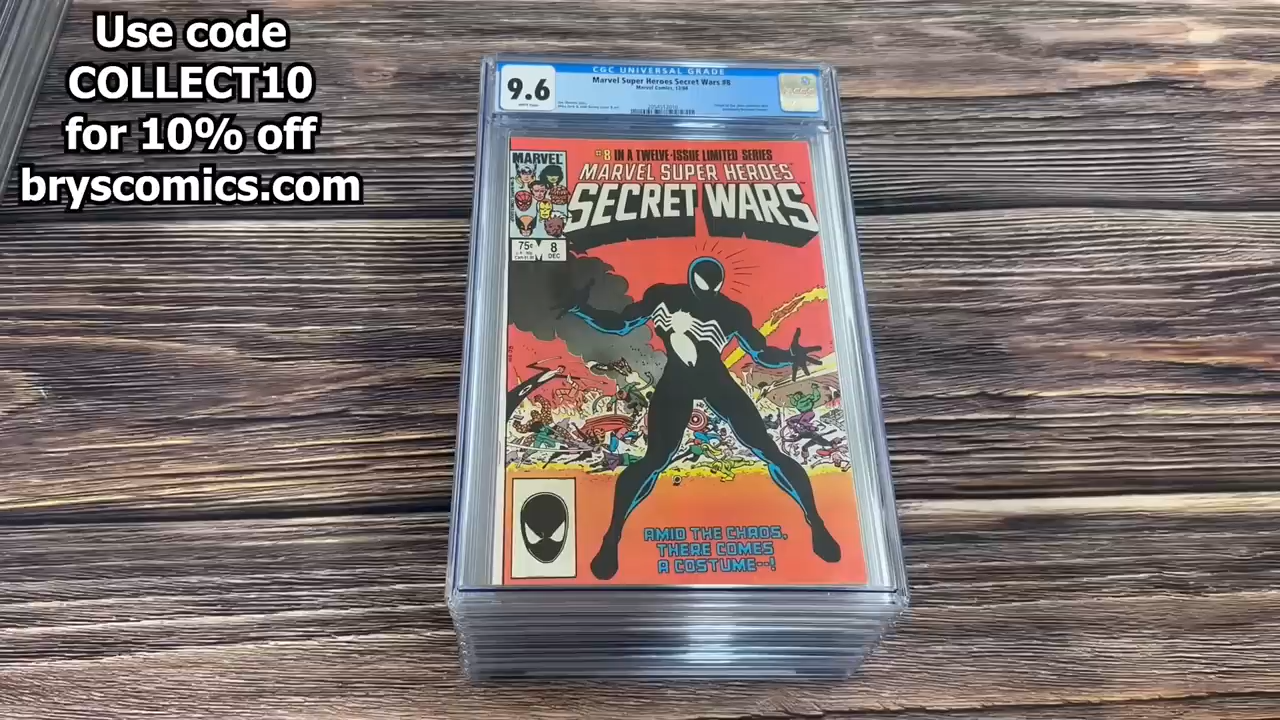 Use code
COLLECT10
for 10% off
bryscomics.com
CGC UNIVERSAL GRADE
9.6
Marvel Super Heroes Secret Wars #8
Marvel Comics, 12/84
#8 IN A TWELVE-ISSUE LIMITED SERIES
MARVEL
MARVEL SUPER HEROES
SECRET WARS
75¢
8
DEC
AMID THE CHAOS,
THERE COMES
A COSTUME--!